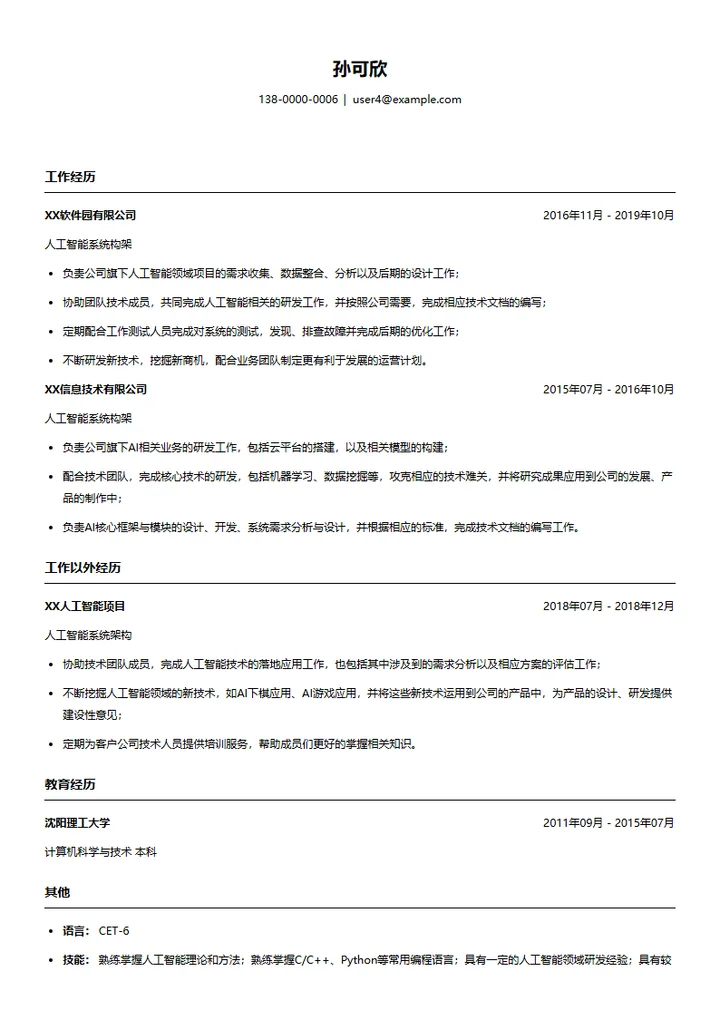 孙可欣
138-0000-0006 | user4@example.com
工作经历
XX软件园有限公司 2016年11月 - 2019年10月
人工智能系统构架
• 负责公司旗下人工智能领域项目的需求收集、数据整合、分析以及后期的设计工作；
• 协助团队技术成员，共同完成人工智能相关的研发工作，并按照公司需要，完成相应技术文档的编写；
• 定期配合工作测试人员完成对系统的测试，发现、排查故障并完成后期的优化工作；
• 不断研发新技术，挖掘新商机，配合业务团队制定更有利于发展的运营计划。
XX信息技术有限公司 2015年07月 - 2016年10月
人工智能系统构架
• 负责公司旗下AI相关业务的研发工作，包括云平台的搭建，以及相关模型的构建；
• 配合技术团队，完成核心技术的研发，包括机器学习、数据挖掘等，攻克相应的技术难关，并将研究成果应用到公司的发展、产
品的制作中；
• 负责AI核心框架与模块的设计、开发、系统需求分析与设计，并根据相应的标准，完成技术文档的编写工作。
工作以外经历
XX人工智能项目 2018年07月 - 2018年12月
人工智能系统架构
• 协助技术团队成员，完成人工智能技术的落地应用工作，也包括其中涉及到的需求分析以及相应方案的评估工作；
• 不断挖掘人工智能领域的新技术，如AI下棋应用、AI游戏应用，并将这些新技术运用到公司的产品中，为产品的设计、研发提供
建设性意见；
• 定期为客户公司技术人员提供培训服务，帮助成员们更好的掌握相关知识。
教育经历
沈阳理工大学 2011年09月 - 2015年07月
计算机科学与技术 本科
其他
• 语言： CET-6
• 技能： 熟练掌握人工智能理论和方法；熟练掌握C/C++、Python等常用编程语言；具有一定的人工智能领域研发经验；具有较